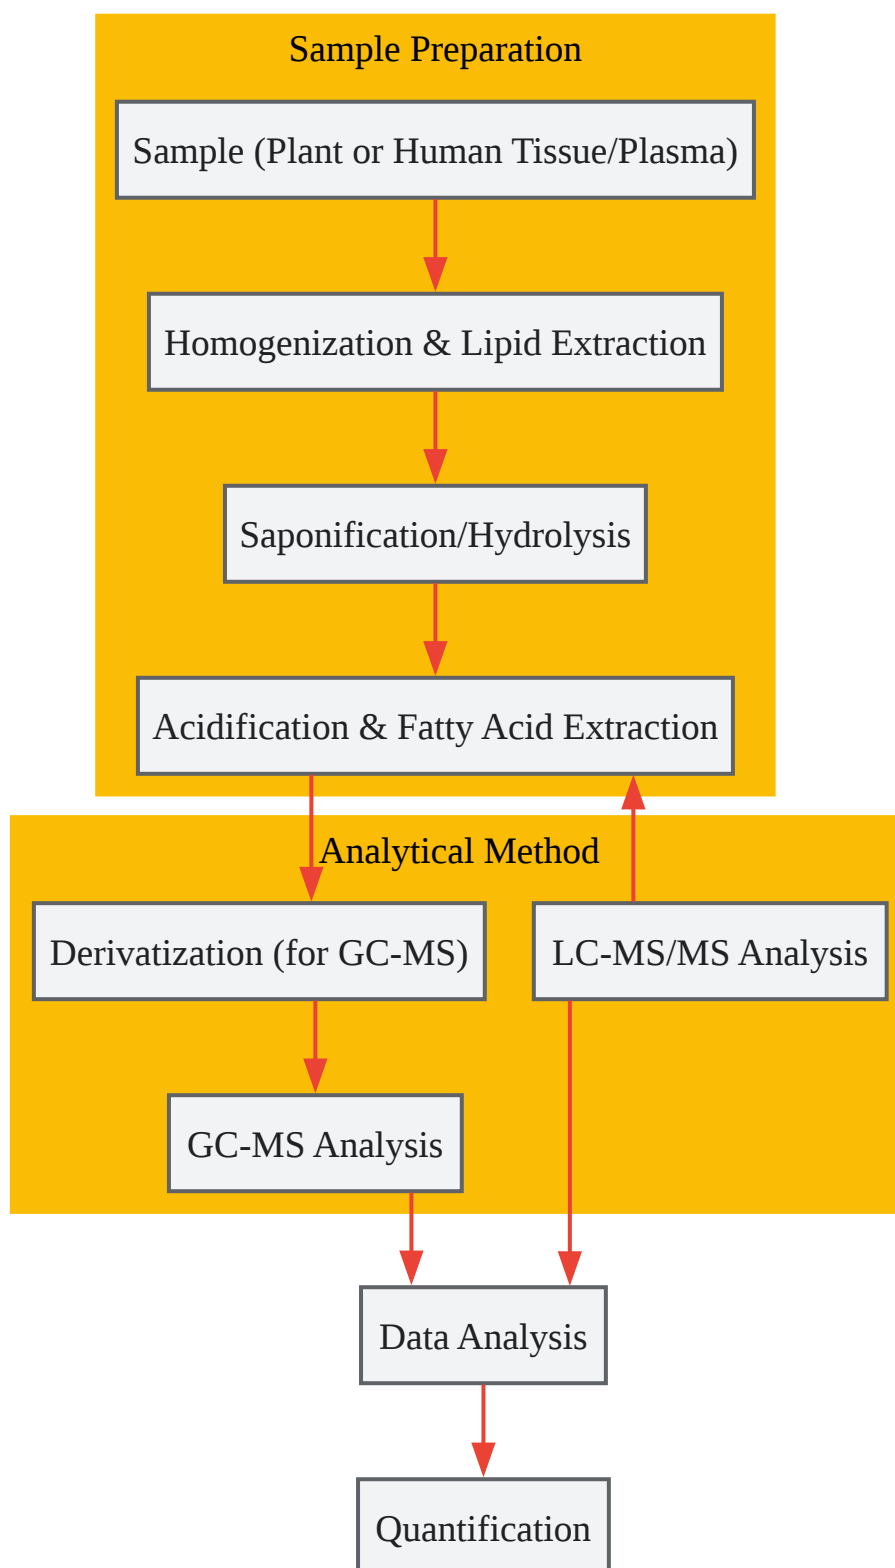 Sample Preparation
Sample (Plant or Human Tissue/Plasma)
Homogenization & Lipid Extraction
Saponification/Hydrolysis
Acidification & Fatty Acid Extraction
Analytical Method
Derivatization (for GC-MS)
LC-MS/MS Analysis
GC-MS Analysis
Data Analysis
Quantification